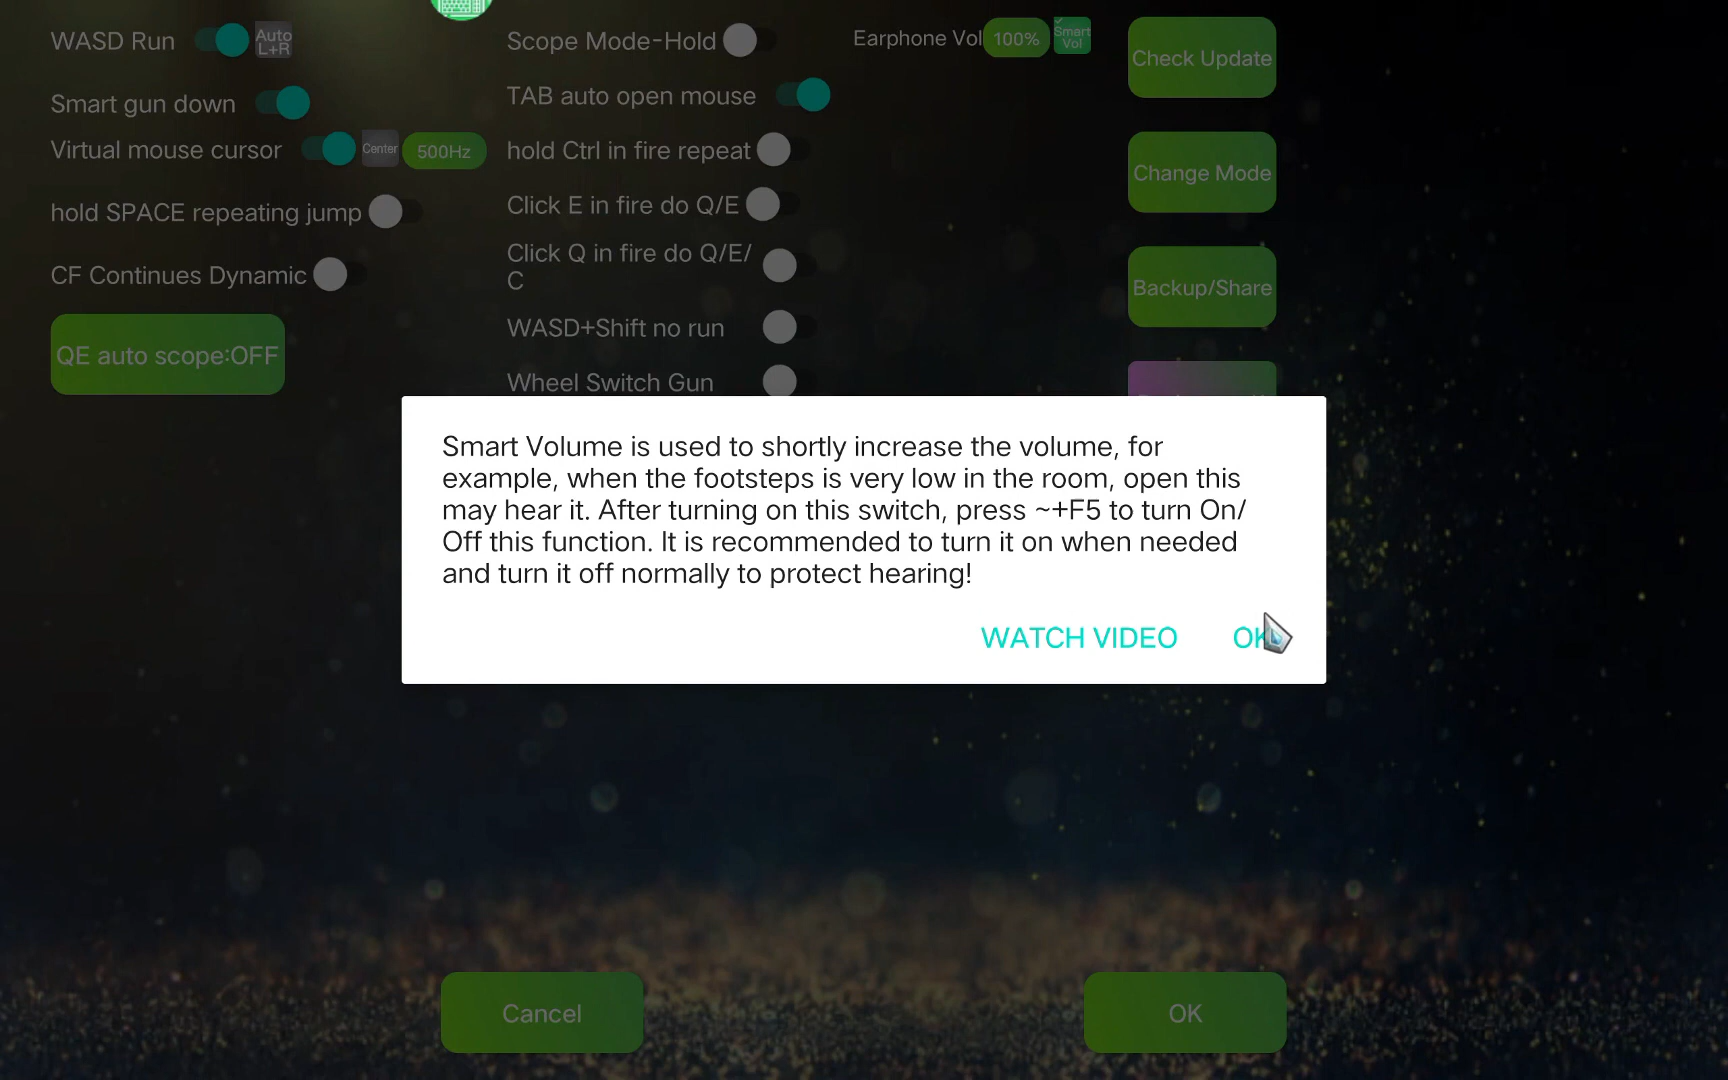 WASD Run
Auto
L+R
Smart gun down
Virtual mouse cursor
Center
500Hz
hold SPACE repeating jump
CF Continues Dynamic
QE auto scope:OFF
Scope Mode-Hold
TAB auto open mouse
hold Ctrl in fire repeat
Click E in fire do Q/E
Click Q in fire do Q/E/
C
WASD+Shift no run
Wheel Switch Gun
Earphone Vol
100%
Smart
Vol
Check Update
Change Mode
Backup/Share
Smart Volume is used to shortly increase the volume, for
example, when the footsteps is very low in the room, open this
may hear it. After turning on this switch, press ~+F5 to turn On/
Off this function. It is recommended to turn it on when needed
and turn it off normally to protect hearing!
WATCH VIDEO
OK
Cancel
OK